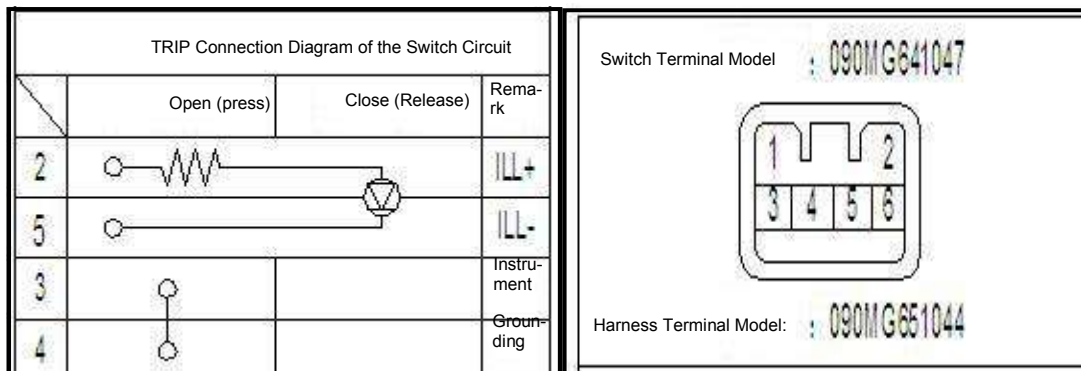 TRIP Connection Diagram of the Switch Circuit
Open (press) Close (Release) Rema-
rk
2 ILL+
5 ILL-
3 Instru-
ment
4 Groun-
ding
Switch Terminal Model : 090MG641047
1 2
3 4 5 6
Harness Terminal Model: : 090MG651044